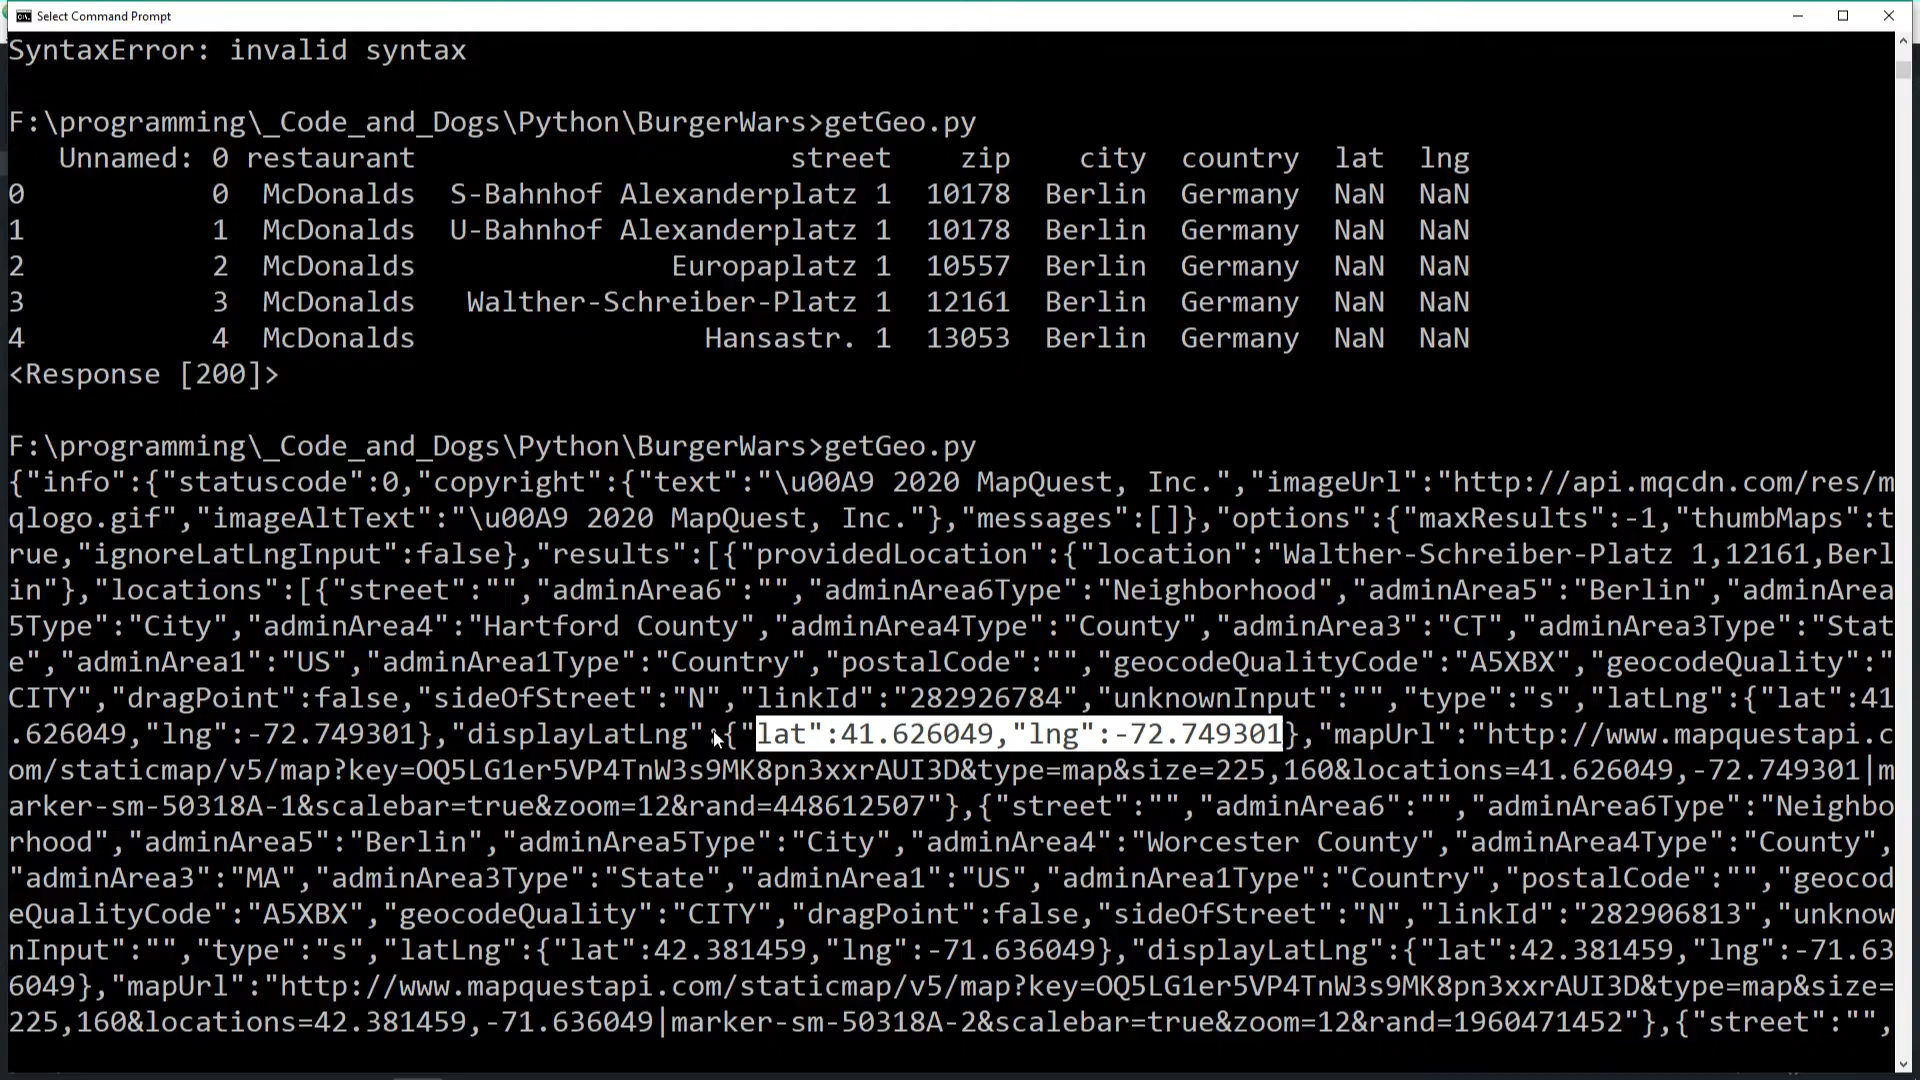 Select Command Prompt
SyntaxError: invalid syntax
F:\programming\_Code_and_Dogs\Python\BurgerWars>getGeo.py
Unnamed: 0 restaurant street zip city country lat lng
0 0 McDonalds S-Bahnhof Alexanderplatz 1 10178 Berlin Germany NaN NaN
1 1 McDonalds U-Bahnhof Alexanderplatz 1 10178 Berlin Germany NaN NaN
2 2 McDonalds Europaplatz 1 10557 Berlin Germany NaN NaN
3 3 McDonalds Walther-Schreiber-Platz 1 12161 Berlin Germany NaN NaN
4 4 McDonalds Hansastr. 1 13053 Berlin Germany NaN NaN
<Response [200]>
F:\programming\_Code_and_Dogs\Python\BurgerWars>getGeo.py
{"info":{"statuscode":0,"copyright":{"text":"\u00A9 2020 MapQuest, Inc.","imageUrl":"http://api.mqcdn.com/res/m
qlogo.gif","imageAltText":"\u00A9 2020 MapQuest, Inc."},"messages":[]},"options":{"maxResults":-1,"thumbMaps":t
rue,"ignoreLatLngInput":false},"results":[{"providedLocation":{"location":"Walther-Schreiber-Platz 1,12161,Berl
in"},"locations":[{"street":"","adminArea6":"","adminArea6Type":"Neighborhood","adminArea5":"Berlin","adminArea
5Type":"City","adminArea4":"Hartford County","adminArea4Type":"County","adminArea3":"CT","adminArea3Type":"Stat
e","adminArea1":"US","adminArea1Type":"Country","postalCode":"","geocodeQualityCode":"A5XBX","geocodeQuality":"
CITY","dragPoint":false,"sideOfStreet":"N","linkId":"282926784","unknownInput":"","type":"s","latLng":{"lat":41
.626049,"lng":-72.749301},"displayLatLng":{"lat":41.626049,"lng":-72.749301},"mapUrl":"http://www.mapquestapi.c
om/staticmap/v5/map?key=OQ5LG1er5VP4TnW3s9MK8pn3xxrAUI3D&type=map&size=225,160&locations=41.626049,-72.749301|m
arker-sm-50318A-1&scalebar=true&zoom=12&rand=448612507"},{"street":"","adminArea6":"","adminArea6Type":"Neighbo
rhood","adminArea5":"Berlin","adminArea5Type":"City","adminArea4":"Worcester County","adminArea4Type":"County",
"adminArea3":"MA","adminArea3Type":"State","adminArea1":"US","adminArea1Type":"Country","postalCode":"","geocod
eQualityCode":"A5XBX","geocodeQuality":"CITY","dragPoint":false,"sideOfStreet":"N","linkId":"282906813","unknow
nInput":"","type":"s","latLng":{"lat":42.381459,"lng":-71.636049},"displayLatLng":{"lat":42.381459,"lng":-71.63
6049},"mapUrl":"http://www.mapquestapi.com/staticmap/v5/map?key=OQ5LG1er5VP4TnW3s9MK8pn3xxrAUI3D&type=map&size=
225,160&locations=42.381459,-71.636049|marker-sm-50318A-2&scalebar=true&zoom=12&rand=1960471452"},{"street":"",